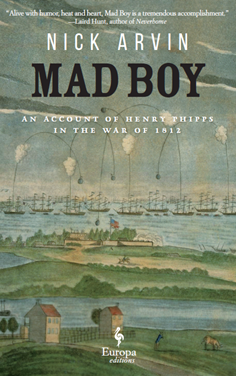 "Alive with humor, heat and heart, Mad Boy is a tremendous accomplishment."
—Laird Hunt, author of Neverhome
NICK ARVIN
MAD BOY
AN ACCOUNT OF HENRY PHIPPS
IN THE WAR OF 1812
Europa
editions